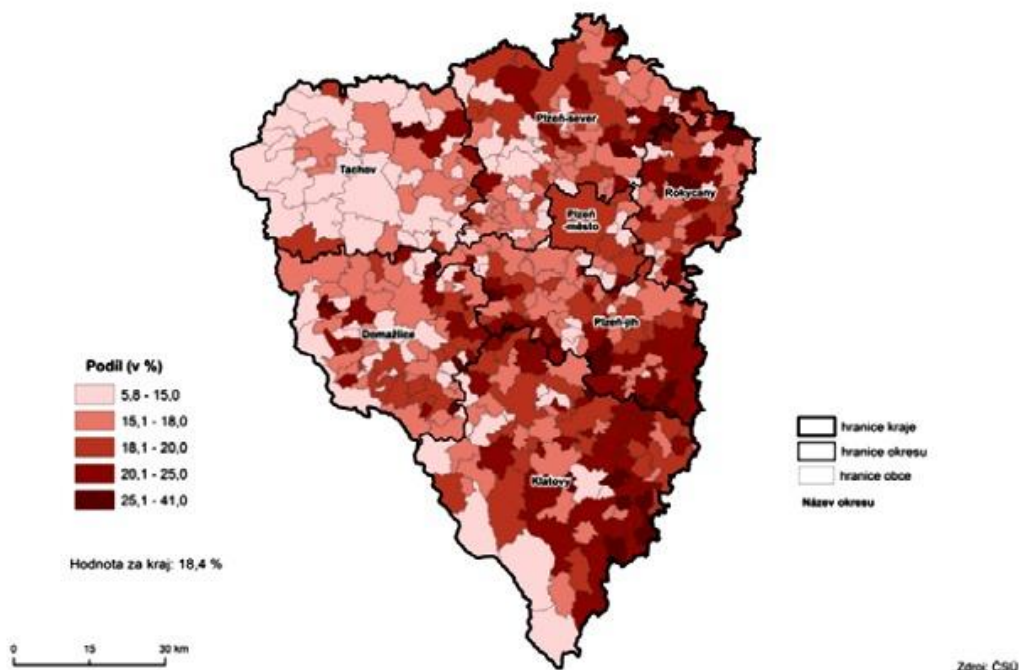 Plzeň-sever
Tachov
Rokycany
Plzeň
-město
Plzeň-jih
Domažlice
Klatovy
Podíl (v %)
5,8 - 15,0
15,1 - 18,0
18,1 - 20,0
20,1 - 25,0
25,1 - 41,0
Hodnota za kraj: 18,4 %
hranice kraje
hranice okresu
hranice obce
Název okresu
0 15 30 km
Zdroj: ČSÚ